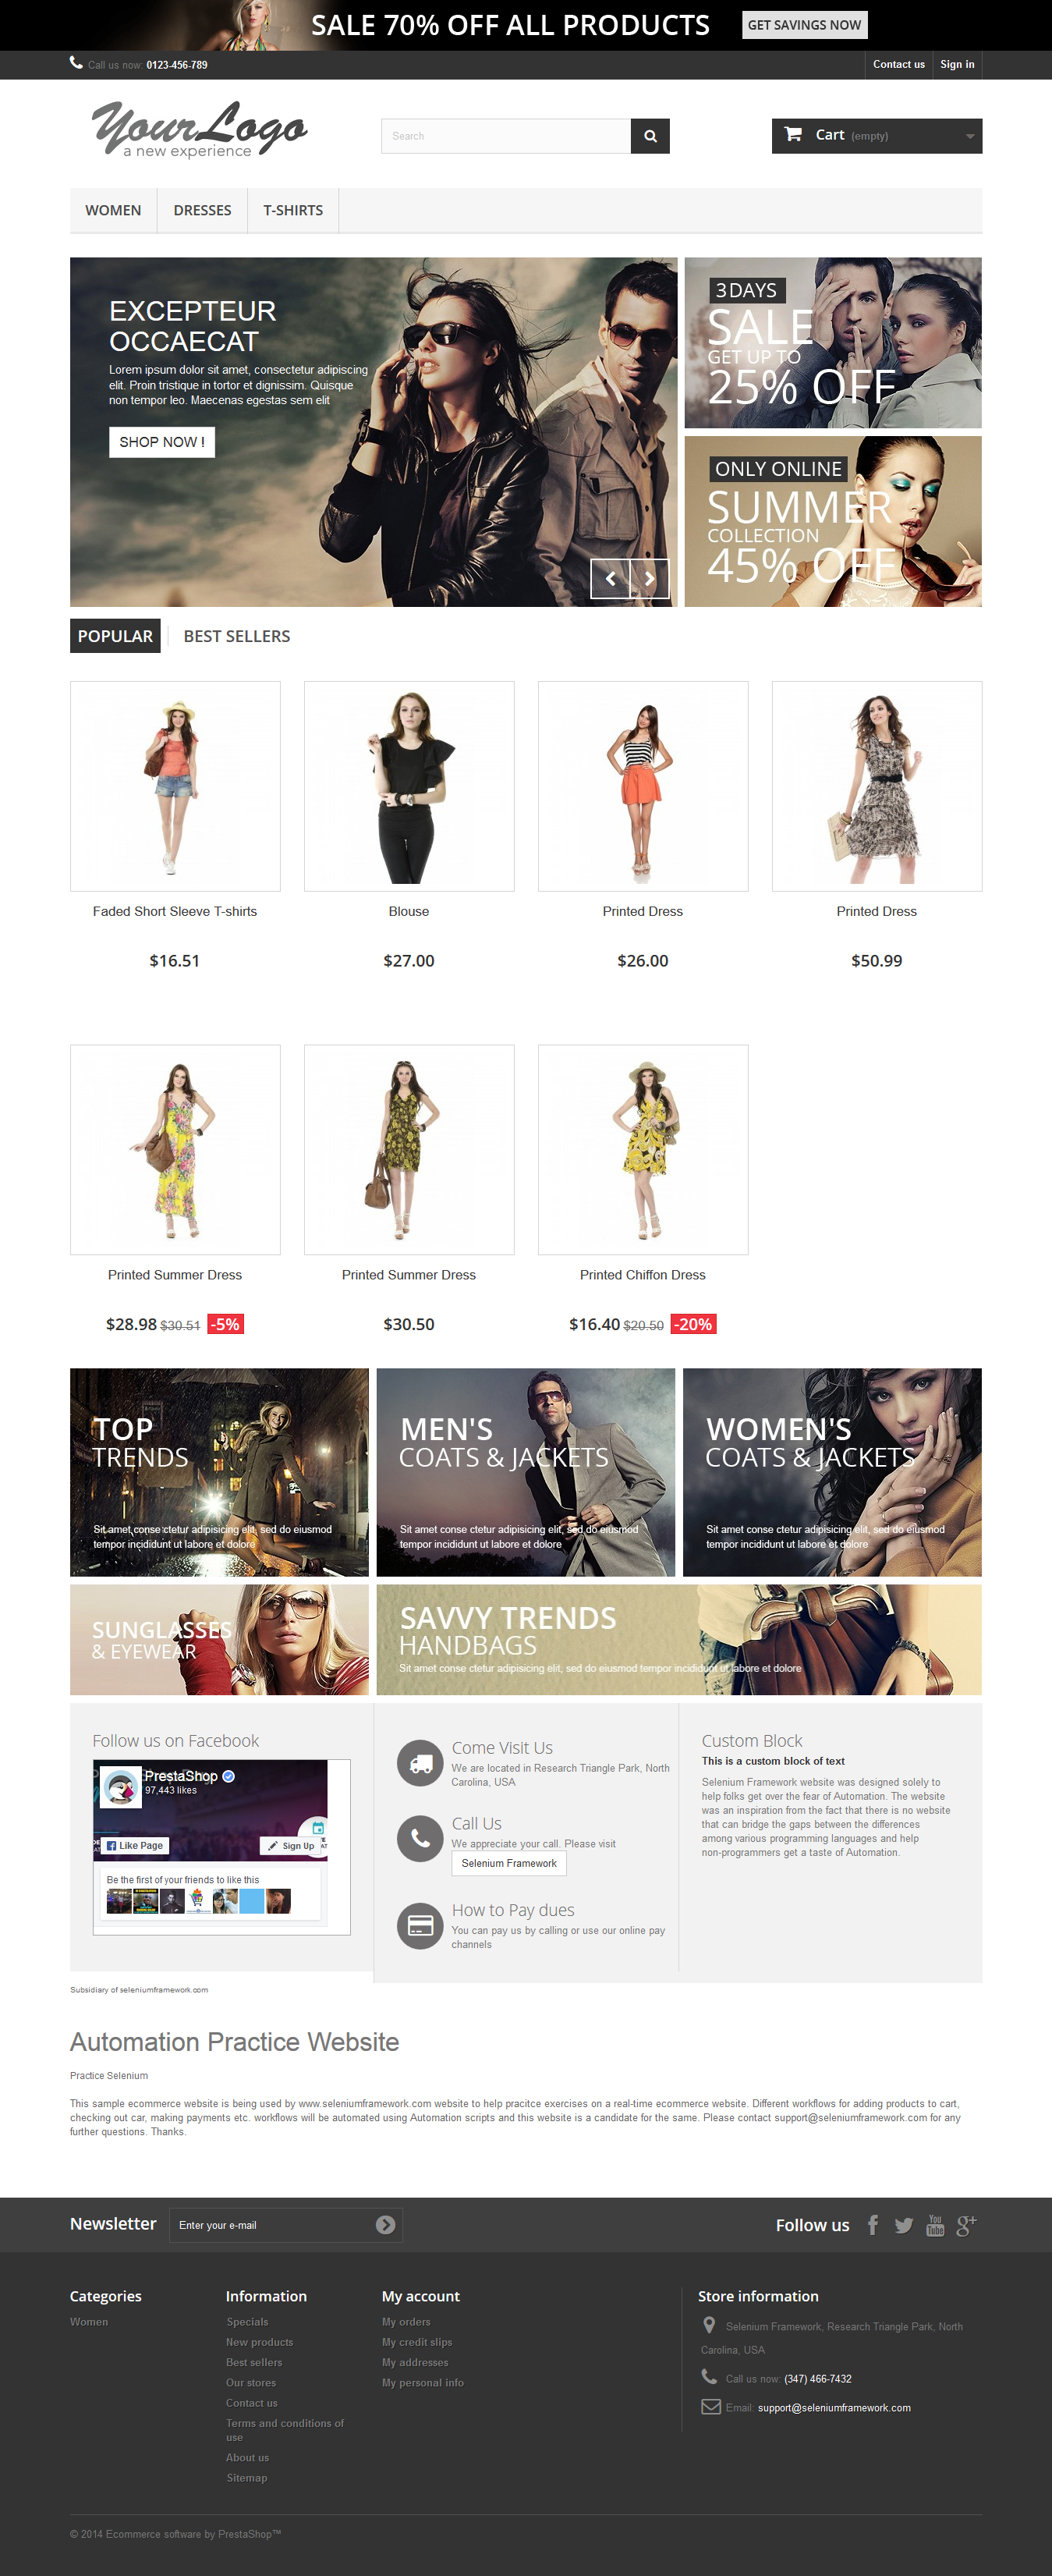 SALE 70% OFF ALL PRODUCTS
GET SAVINGS NOW
Call us now: 0123-456-789
Contact us
Sign in
YourLogo
a new experience
Search
Cart (empty)
WOMEN
DRESSES
T-SHIRTS
EXCEPTEUR
OCCAECAT
Lorem ipsum dolor sit amet, consectetur adipiscing
elit. Proin tristique in tortor et dignissim. Quisque
non tempor leo. Maecenas egestas sem elit
SHOP NOW !
3DAYS
SALE
GET UP TO
25% OFF
ONLY ONLINE
SUMMER
COLLECTION
45% OFF
POPULAR
BEST SELLERS
Faded Short Sleeve T-shirts
$16.51
Blouse
$27.00
Printed Dress
$26.00
Printed Dress
$50.99
Printed Summer Dress
$28.98 $30.51 -5%
Printed Summer Dress
$30.50
Printed Chiffon Dress
$16.40 $20.50 -20%
TOP
TRENDS
Sit amet conse ctetur adipisicing elit, sed do eiusmod
tempor incididunt ut labore et dolore
MEN'S
COATS & JACKETS
Sit amet conse ctetur adipisicing elit, sed do eiusmod
tempor incididunt ut labore et dolore
WOMEN'S
COATS & JACKETS
Sit amet conse ctetur adipisicing elit, sed do eiusmod
tempor incididunt ut labore et dolore
SUNGLASSES
& EYEWEAR
SAVVY TRENDS
HANDBAGS
Sit amet conse ctetur adipisicing elit, sed do eiusmod tempor incididunt ut labore et dolore
Follow us on Facebook
PrestaShop
97,443 likes
Like Page
Sign Up
Be the first of your friends to like this
Come Visit Us
We are located in Research Triangle Park, North
Carolina, USA
Call Us
We appreciate your call. Please visit
Selenium Framework
How to Pay dues
You can pay us by calling or use our online pay
channels
Custom Block
This is a custom block of text
Selenium Framework website was designed solely to
help folks get over the fear of Automation. The website
was an inspiration from the fact that there is no website
that can bridge the gaps between the differences
among various programming languages and help
non-programmers get a taste of Automation.
Subsidiary of seleniumframework.com
Automation Practice Website
Practice Selenium
This sample ecommerce website is being used by www.seleniumframework.com website to help pracitce exercises on a real-time ecommerce website. Different workflows for adding products to cart,
checking out car, making payments etc. workflows will be automated using Automation scripts and this website is a candidate for the same. Please contact support@seleniumframework.com for any
further questions. Thanks.
Newsletter
Enter your e-mail
Follow us
You
Tube
Categories
Women
Information
Specials
New products
Best sellers
Our stores
Contact us
Terms and conditions of
use
About us
Sitemap
My account
My orders
My credit slips
My addresses
My personal info
Store information
Selenium Framework, Research Triangle Park, North
Carolina, USA
Call us now: (347) 466-7432
Email: support@seleniumframework.com
© 2014 Ecommerce software by PrestaShop™